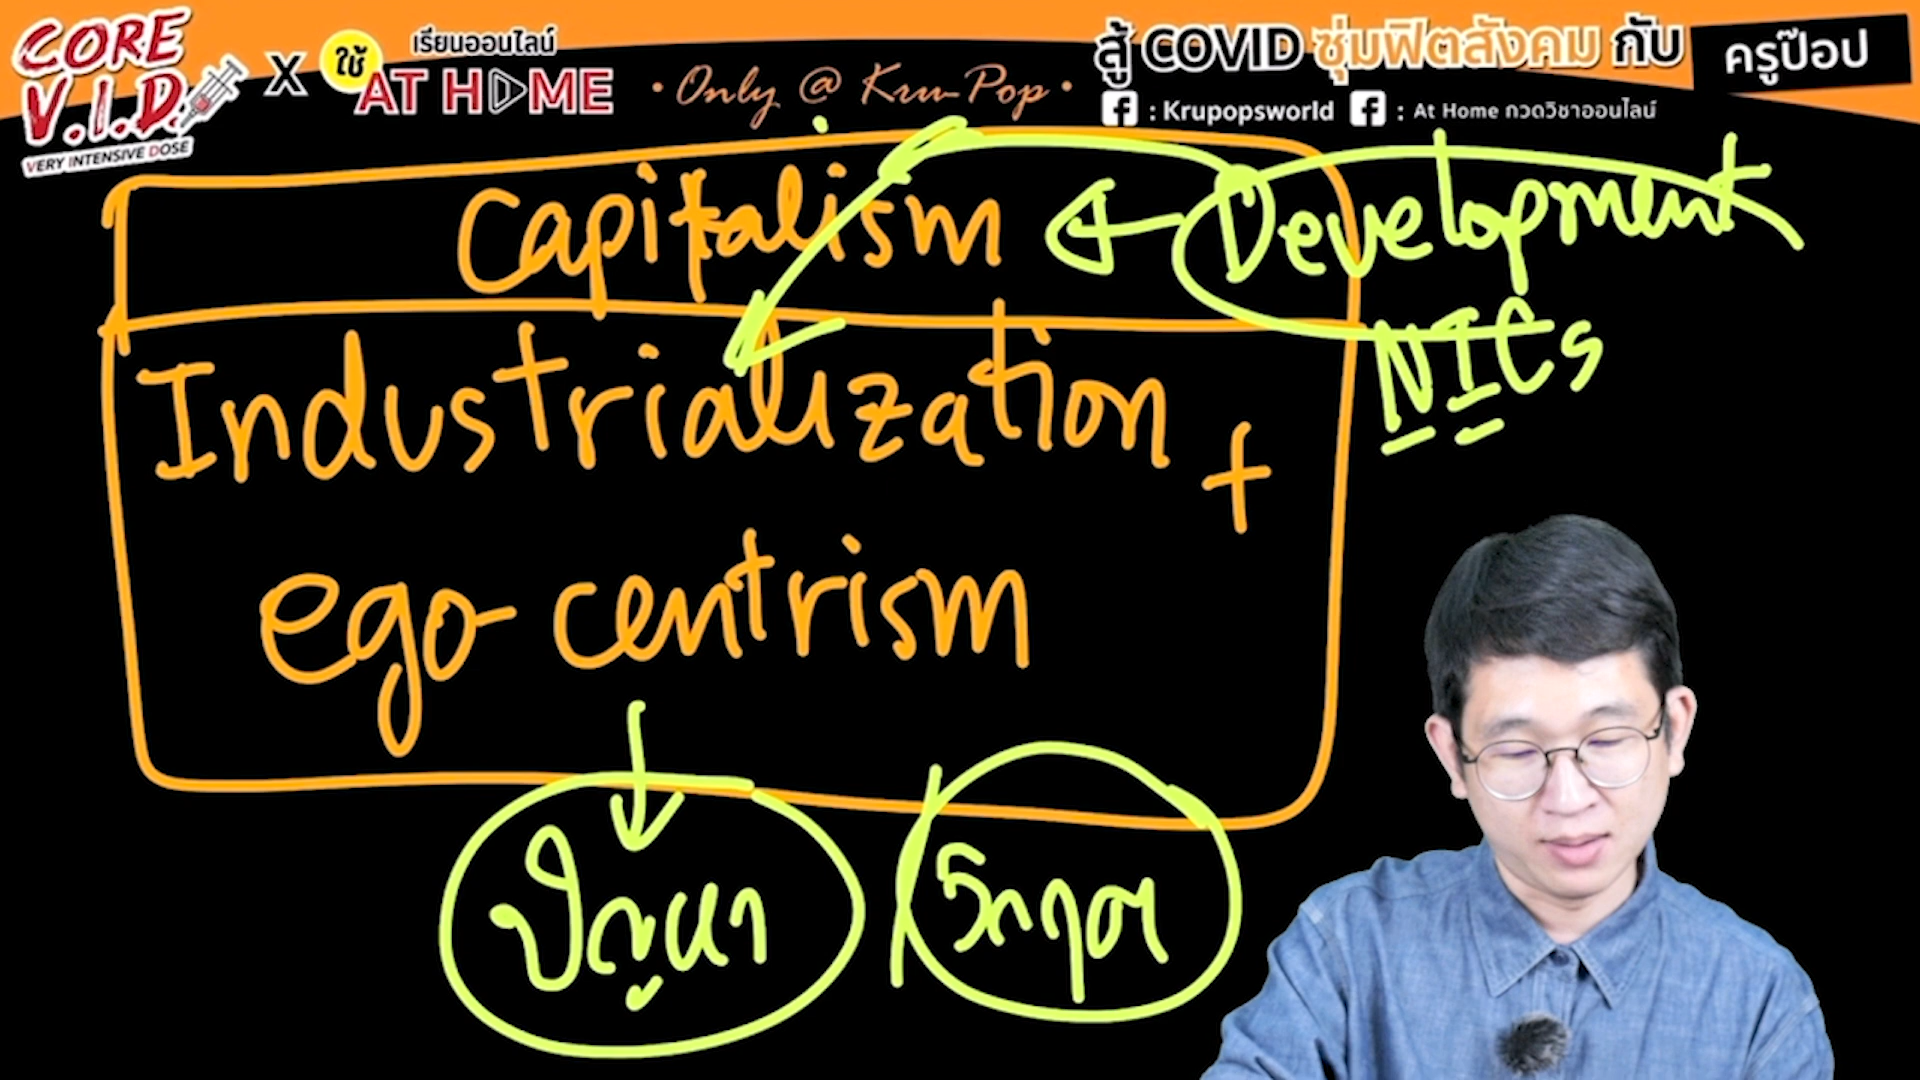 CORE
V.I.D.
VERY INTENSIVE DOSE
X
ใช้
เรียนออนไลน์
AT HOME
• Only @ Kru-Pop •
สู้ COVID ซุ่มฟิตสังคม กับ
ครูป๊อป
: Krupopsworld
: At Home กวดวิชาออนไลน์
Capitalism
Development
NICs
Industrialization +
ego-centrism
ปัญหา
วิกฤต